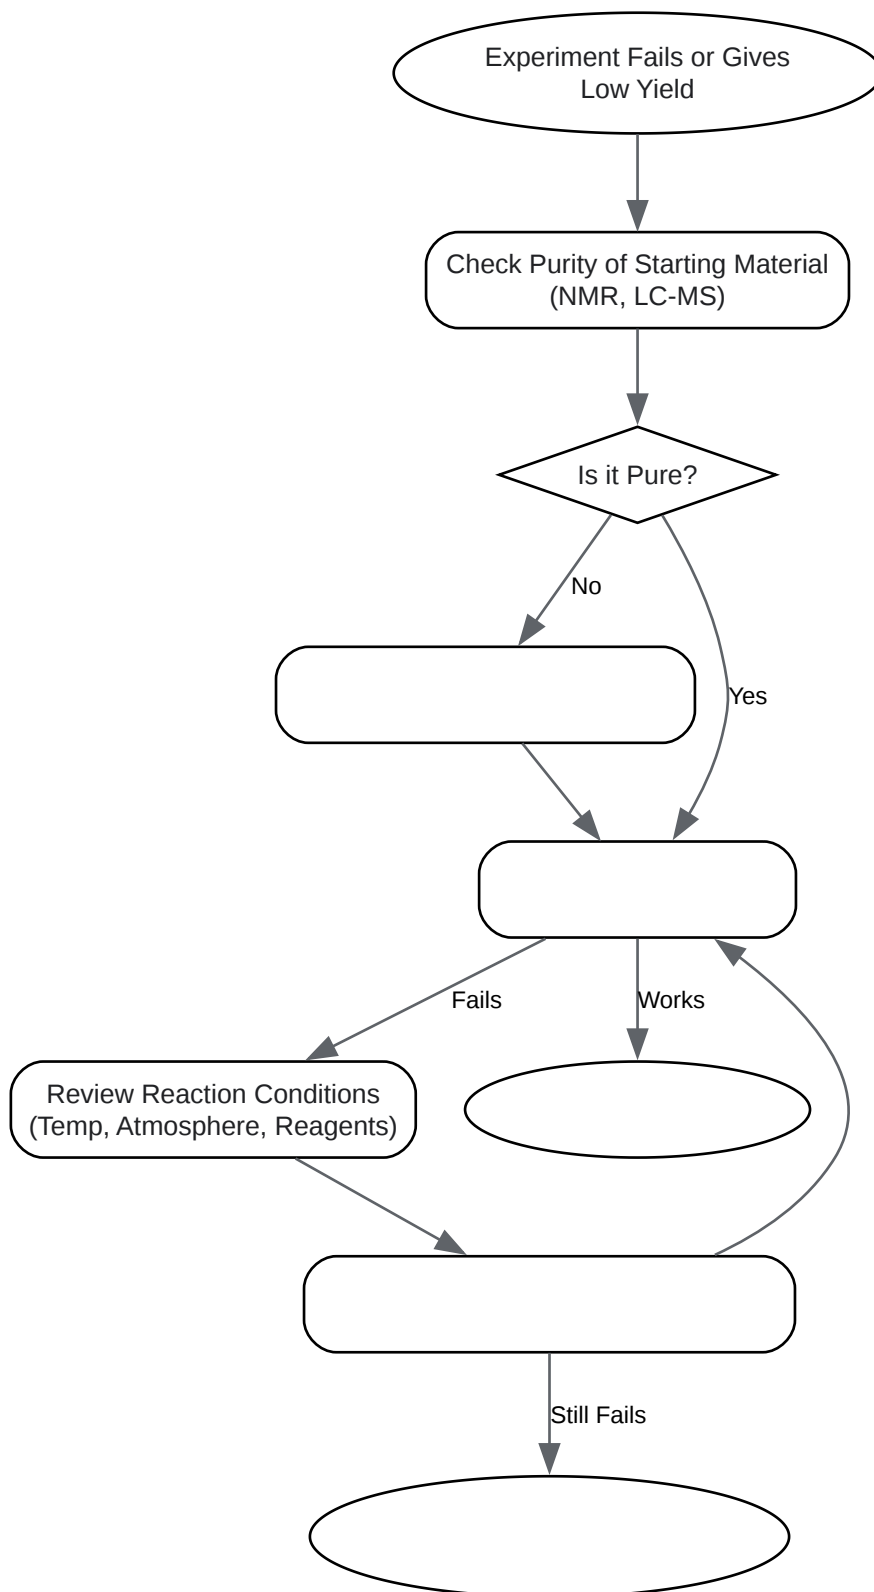 Experiment Fails or Gives
Low Yield
Check Purity of Starting Material
(NMR, LC-MS)
Is it Pure?
No
Yes
Fails
Works
Review Reaction Conditions
(Temp, Atmosphere, Reagents)
Still Fails